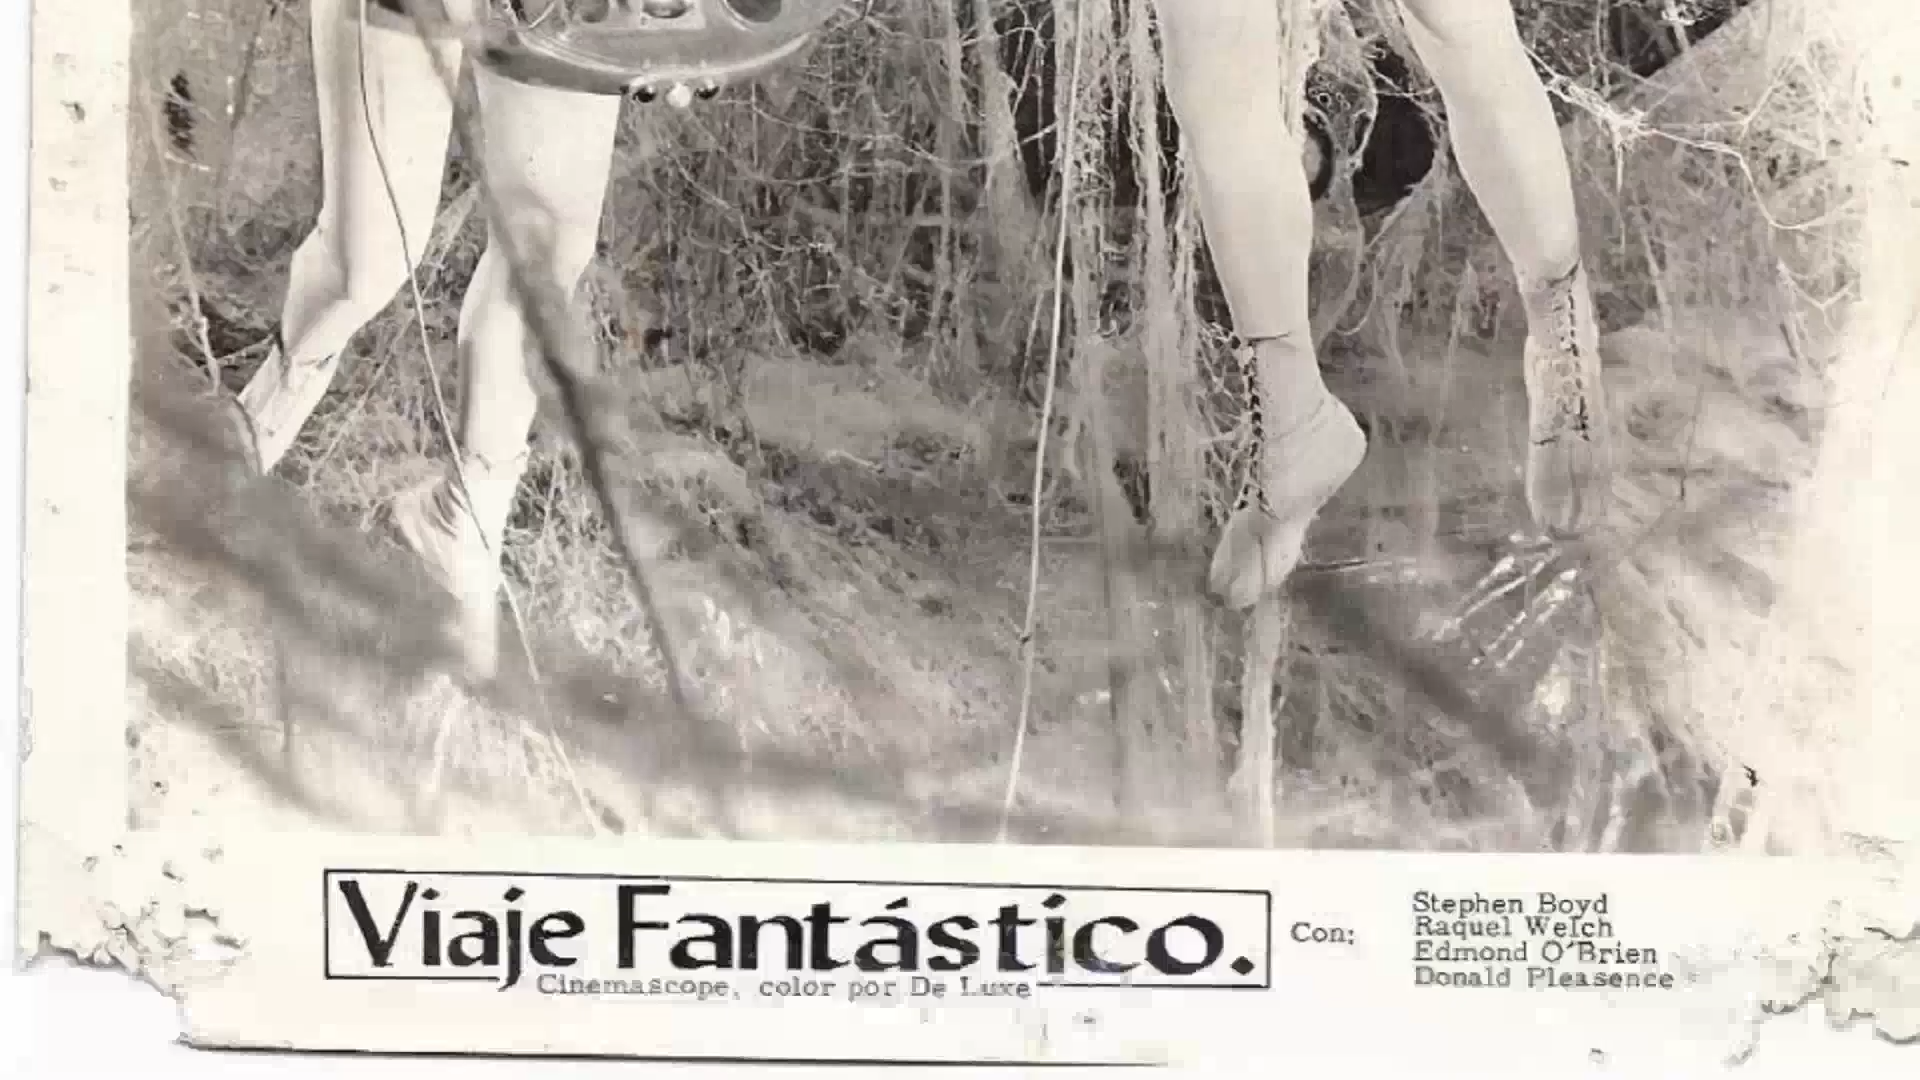 Viaje Fantástico.
Cinemascope, color por De Luxe
Con:
Stephen Boyd
Raquel Welch
Edmond O'Brien
Donald Pleasence